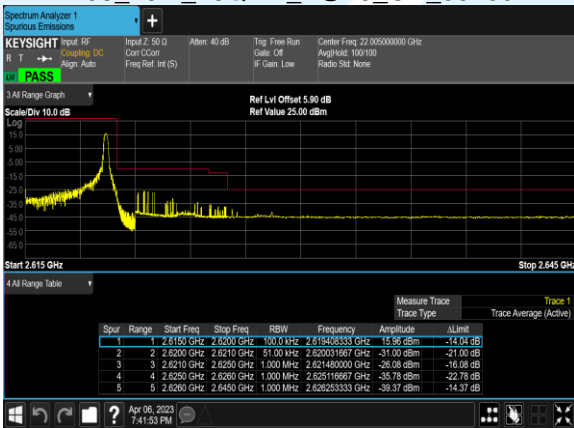 Spectrum Analyzer 1
Spurious Emissions
KEYSIGHT Input: RF Input Z: 50 Ω Atten: 40 dB Trig: Free Run Center Freq: 22.005000000 GHz
R T Coupling: DC Corr CCorr Gate: Off Avg|Hold: 100/100
Align: Auto Freq Ref: Int (S) IF Gain: Low Radio Std: None
PASS
3 All Range Graph
Ref Lvl Offset 5.90 dB
Scale/Div 10.0 dB Ref Value 25.00 dBm
Log
15.0
5.00
-5.00
-15.0
-25.0
-35.0
-45.0
-55.0
-65.0
Start 2.615 GHz Stop 2.645 GHz
4 All Range Table
Measure Trace Trace 1
Trace Type Trace Average (Active)
Spur Range Start Freq Stop Freq RBW Frequency Amplitude ΔLimit
1 1 2.6150 GHz 2.6200 GHz 100.0 kHz 2.619408333 GHz 15.96 dBm -14.04 dB
2 2 2.6200 GHz 2.6210 GHz 51.00 kHz 2.620031667 GHz -31.00 dBm -21.00 dB
3 3 2.6210 GHz 2.6250 GHz 1.000 MHz 2.621480000 GHz -26.08 dBm -16.08 dB
4 4 2.6250 GHz 2.6260 GHz 1.000 MHz 2.625116667 GHz -35.78 dBm -22.78 dB
5 5 2.6260 GHz 2.6450 GHz 1.000 MHz 2.626253333 GHz -39.37 dBm -14.37 dB
Apr 06, 2023
7:41:53 PM